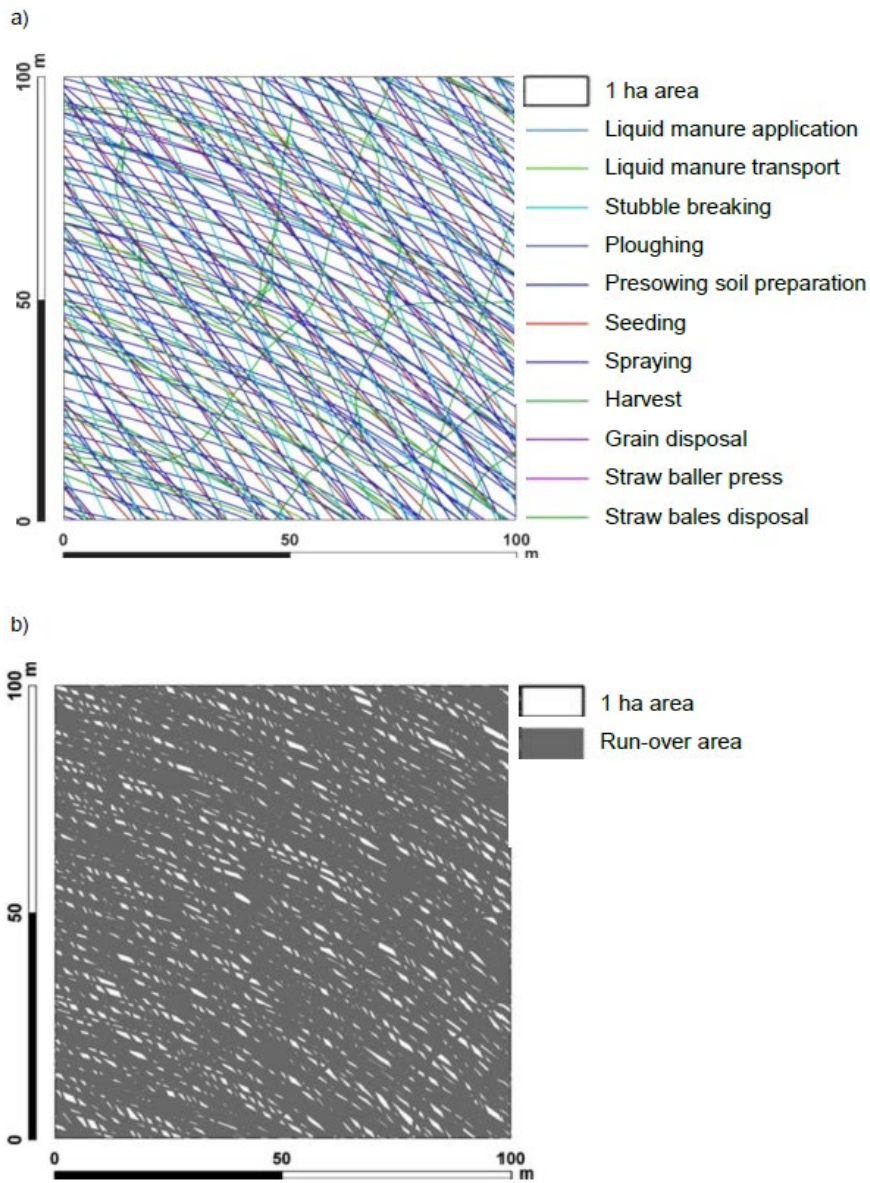 a)
100 m
50
0
0 50 100
m
1 ha area
Liquid manure application
Liquid manure transport
Stubble breaking
Ploughing
Presowing soil preparation
Seeding
Spraying
Harvest
Grain disposal
Straw baller press
Straw bales disposal
b)
100 m
50
0
0 50 100
m
1 ha area
Run-over area